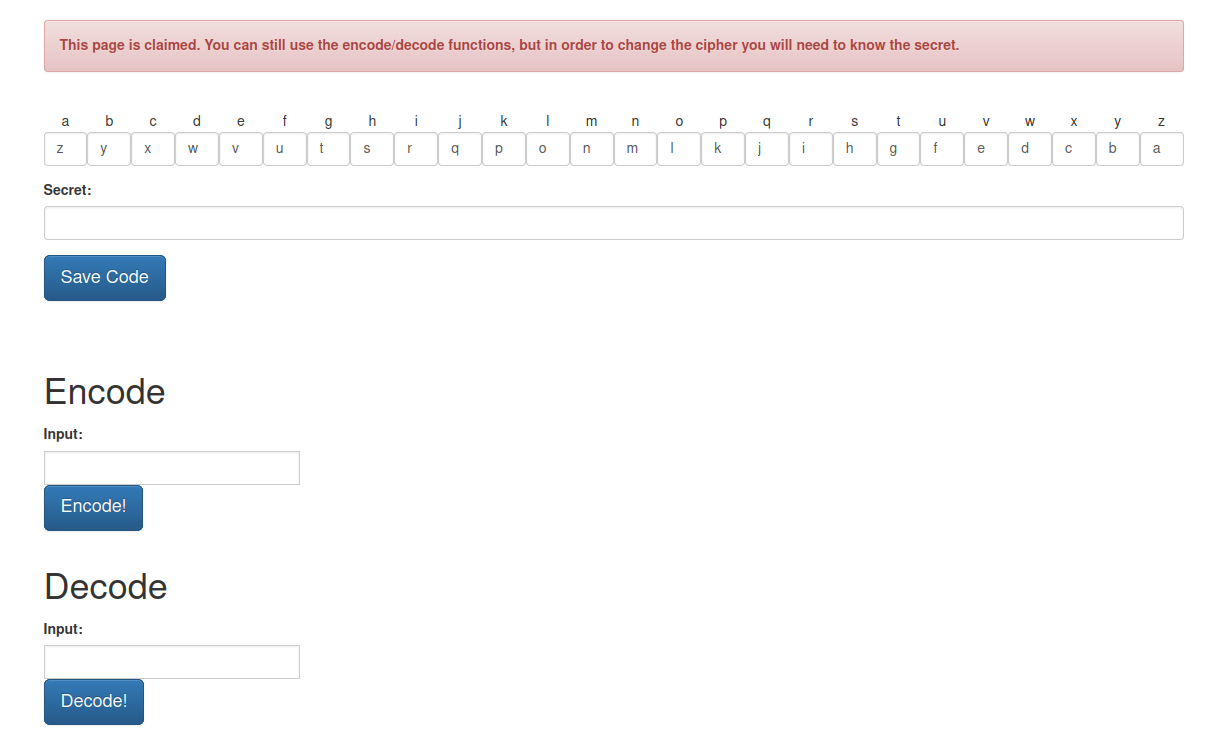 This page is claimed. You can still use the encode/decode functions, but in order to change the cipher you will need to know the secret.
a b c d e f g h i j k l m n o p q r s t u v w x y z
z y x w v u t s r q p o n m l k j i h g f e d c b a
Secret:
Save Code
Encode
Input:
Encode!
Decode
Input:
Decode!